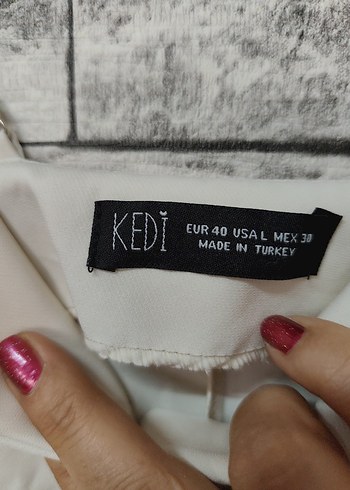 KEDİ
EUR 40 USA L MEX 30
MADE IN TURKEY